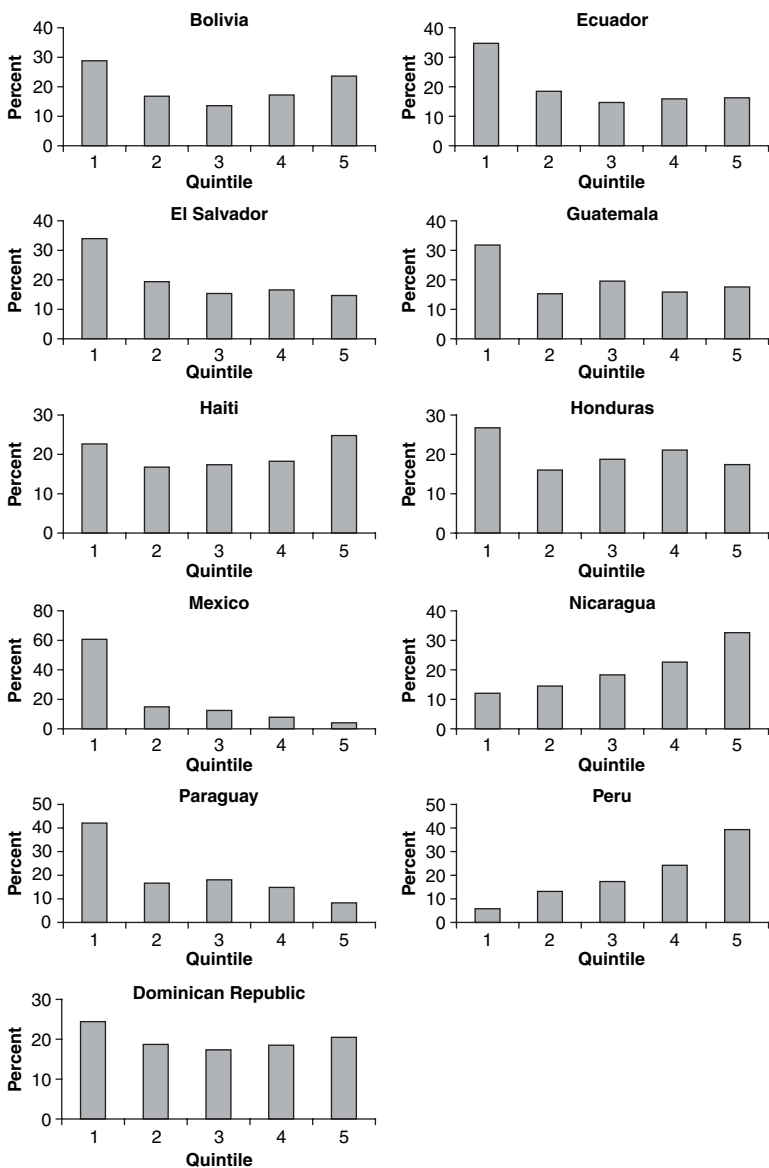 Bolivia
Percent
40
30
20
10
0
1 2 3 4 5
Quintile
Ecuador
Percent
40
30
20
10
0
1 2 3 4 5
Quintile
El Salvador
Percent
40
30
20
10
0
1 2 3 4 5
Quintile
Guatemala
Percent
40
30
20
10
0
1 2 3 4 5
Quintile
Haiti
Percent
30
20
10
0
1 2 3 4 5
Quintile
Honduras
Percent
30
20
10
0
1 2 3 4 5
Quintile
Mexico
Percent
80
60
40
20
0
1 2 3 4 5
Quintile
Nicaragua
Percent
40
30
20
10
0
1 2 3 4 5
Quintile
Paraguay
Percent
50
40
30
20
10
0
1 2 3 4 5
Quintile
Peru
Percent
50
40
30
20
10
0
1 2 3 4 5
Quintile
Dominican Republic
Percent
30
20
10
0
1 2 3 4 5
Quintile